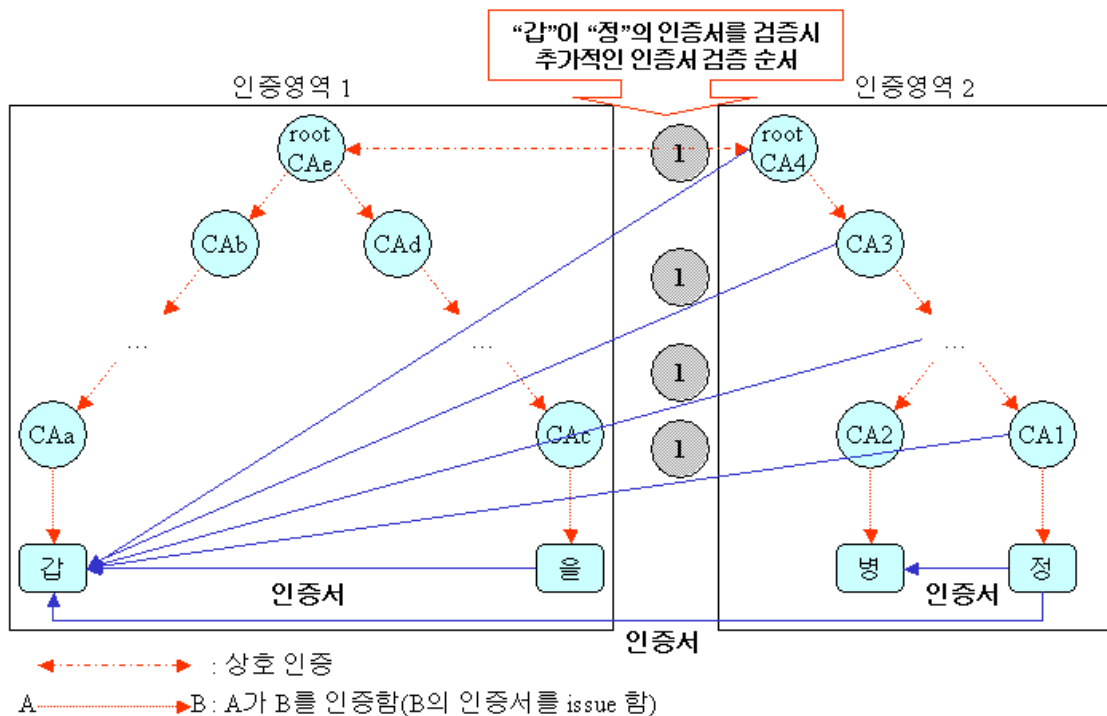 “갑”이 “정”의 인증서를 검증시
추가적인 인증서 검증 순서
인증영역 1
인증영역 2
root
CAe
1
root
CA4
CAb
CAd
CA3
1
...
...
...
1
CAa
CAc
1
CA2
CA1
갑
을
병
정
인증서
인증서
인증서
: 상호 인증
A
B : A가 B를 인증함(B의 인증서를 issue 함)